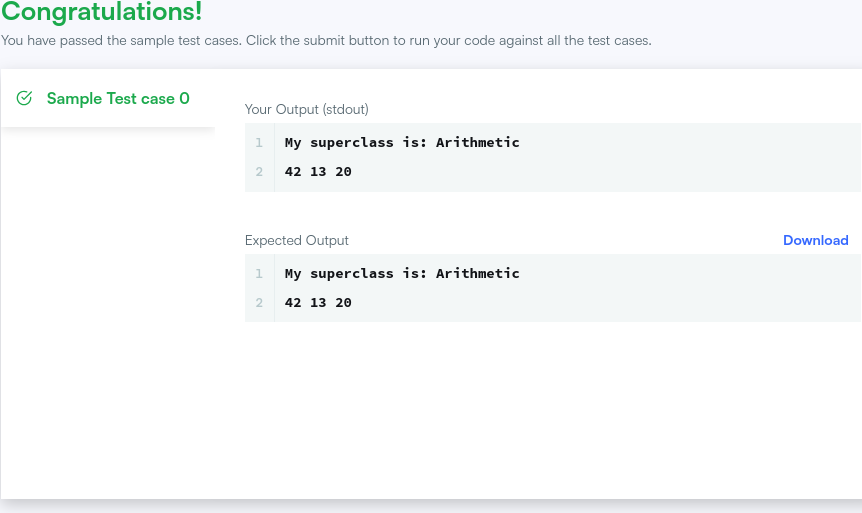 Congratulations!
You have passed the sample test cases. Click the submit button to run your code against all the test cases.
Sample Test case 0
Your Output (stdout)
1 My superclass is: Arithmetic
2 42 13 20
Expected Output Download
1 My superclass is: Arithmetic
2 42 13 20